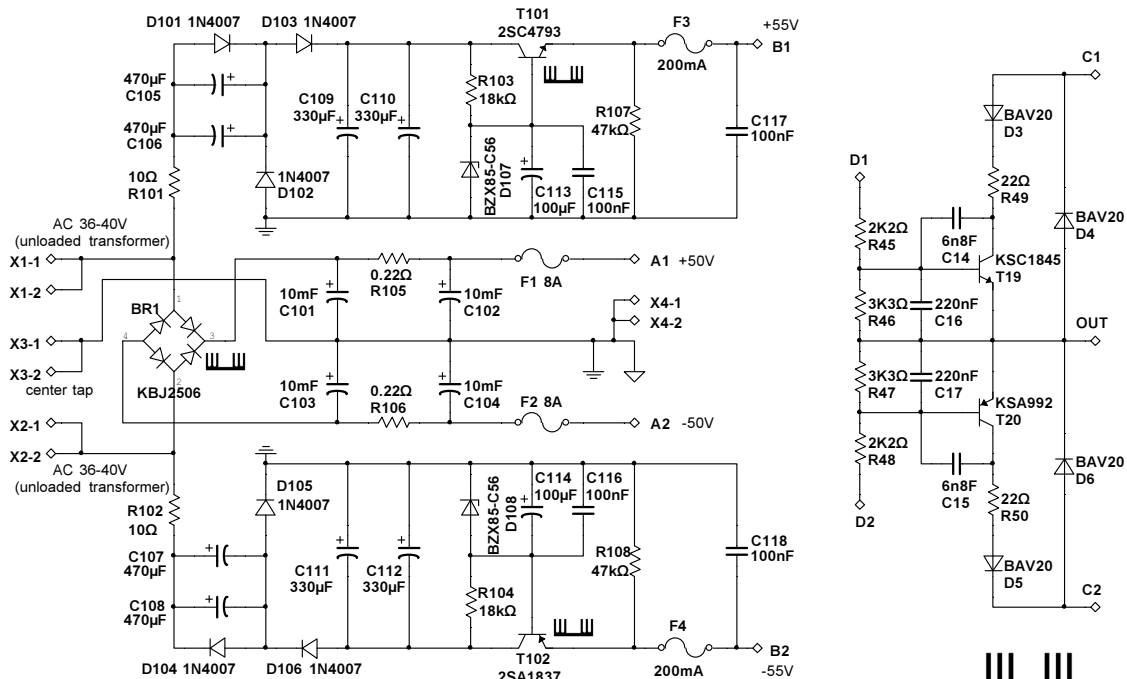 D101 1N4007
D103 1N4007
T101
2SC4793
F3
200mA
+55V
B1
470µF
C105
470µF
C106
10Ω
R101
1N4007
D102
C109
330µF
C110
330µF
R103
18kΩ
BZX85-C56
D107
C113
100µF
C115
100nF
R107
47kΩ
C117
100nF
AC 36-40V
(unloaded transformer)
X1-1
X1-2
X3-1
X3-2
center tap
X2-1
X2-2
AC 36-40V
(unloaded transformer)
BR1
1
2
3
4
KBJ2506
10mF
C101
0.22Ω
R105
10mF
C102
F1 8A
A1 +50V
X4-1
X4-2
10mF
C103
0.22Ω
R106
10mF
C104
F2 8A
A2 -50V
R102
10Ω
D105
1N4007
C107
470µF
C108
470µF
D104 1N4007
D106 1N4007
C111
330µF
C112
330µF
BZX85-C56
D108
C114
100µF
C116
100nF
R104
18kΩ
R108
47kΩ
C118
100nF
T102
2SA1837
F4
200mA
B2
-55V
C1
BAV20
D3
D1
22Ω
R49
2K2Ω
R45
6n8F
C14
BAV20
D4
KSC1845
T19
3K3Ω
R46
220nF
C16
OUT
3K3Ω
R47
220nF
C17
KSA992
T20
2K2Ω
R48
6n8F
C15
BAV20
D6
22Ω
R50
D2
BAV20
D5
C2